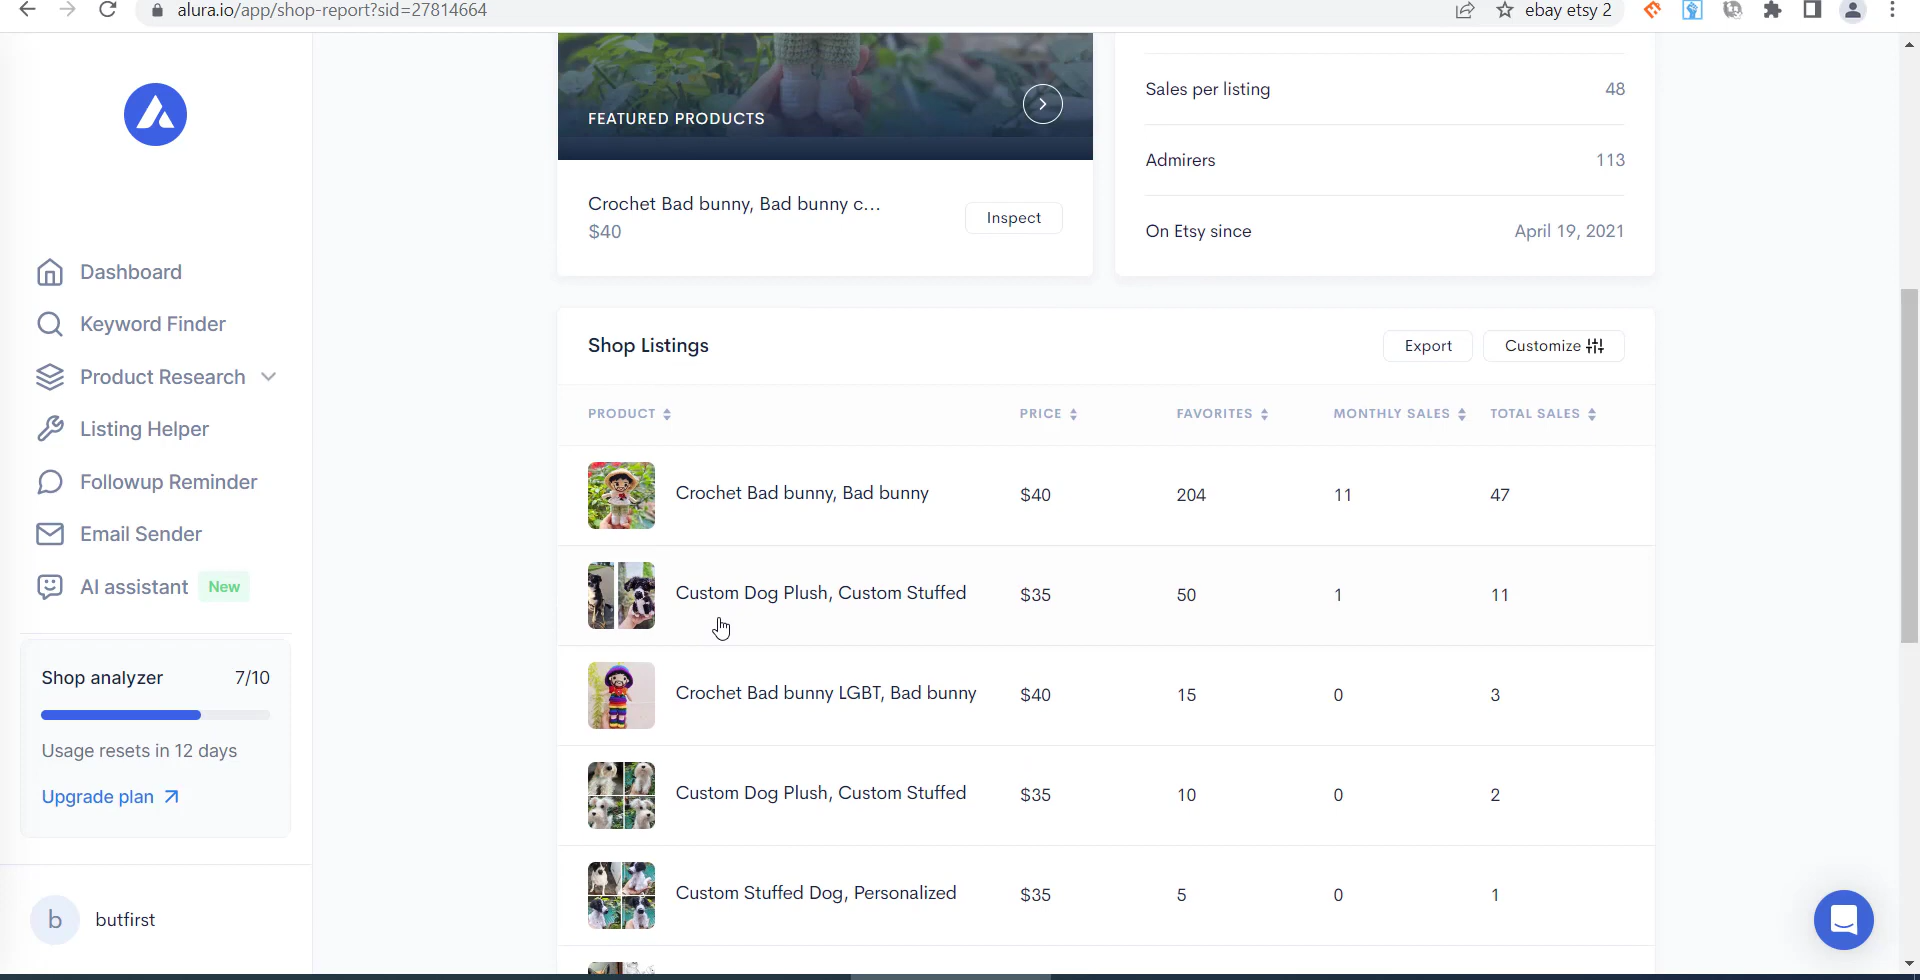 alura.io/app/shop-report?sid=27814664
ebay etsy 2
Dashboard
Keyword Finder
Product Research
Listing Helper
Followup Reminder
Email Sender
AI assistant New
Shop analyzer 7/10
Usage resets in 12 days
Upgrade plan
b butfirst
FEATURED PRODUCTS
Crochet Bad bunny, Bad bunny c...
$40
Inspect
Sales per listing 48
Admirers 113
On Etsy since April 19, 2021
Shop Listings
Export Customize
PRODUCT PRICE FAVORITES MONTHLY SALES TOTAL SALES
Crochet Bad bunny, Bad bunny $40 204 11 47
Custom Dog Plush, Custom Stuffed $35 50 1 11
Crochet Bad bunny LGBT, Bad bunny $40 15 0 3
Custom Dog Plush, Custom Stuffed $35 10 0 2
Custom Stuffed Dog, Personalized $35 5 0 1